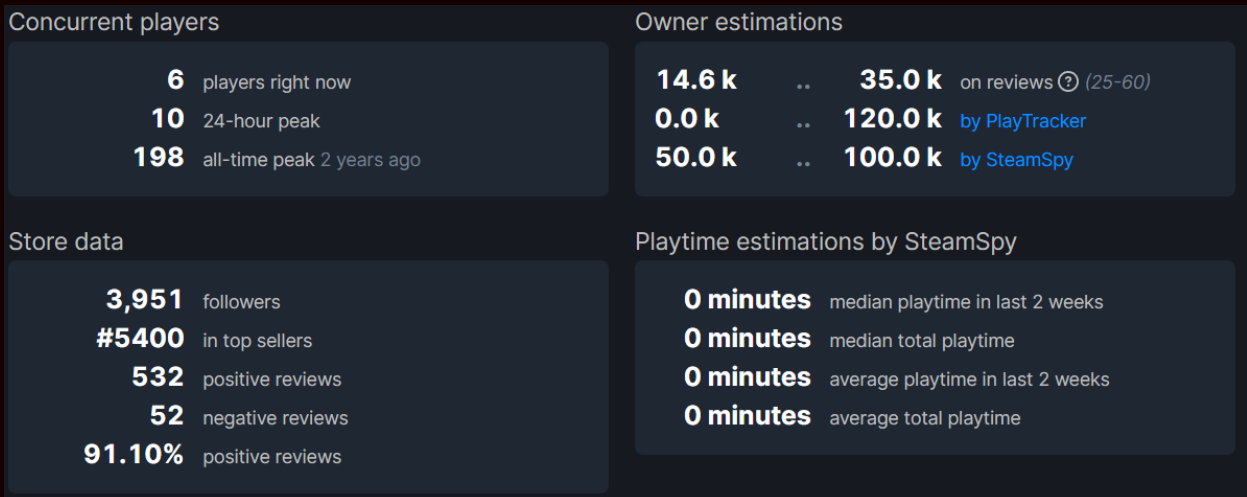 Concurrent players
6 players right now
10 24-hour peak
198 all-time peak 2 years ago
Owner estimations
14.6 k .. 35.0 k on reviews ? (25-60)
0.0 k .. 120.0 k by PlayTracker
50.0 k .. 100.0 k by SteamSpy
Store data
3,951 followers
#5400 in top sellers
532 positive reviews
52 negative reviews
91.10% positive reviews
Playtime estimations by SteamSpy
0 minutes median playtime in last 2 weeks
0 minutes median total playtime
0 minutes average playtime in last 2 weeks
0 minutes average total playtime